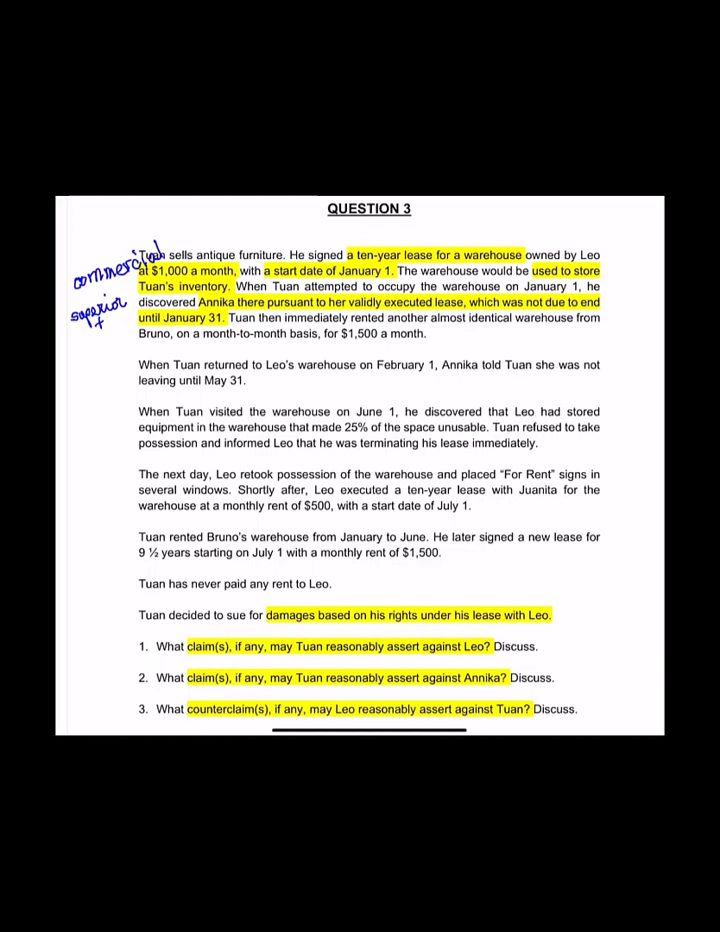 QUESTION 3
commercial
superior
Tuan sells antique furniture. He signed a ten-year lease for a warehouse owned by Leo
at $1,000 a month, with a start date of January 1. The warehouse would be used to store
Tuan's inventory. When Tuan attempted to occupy the warehouse on January 1, he
discovered Annika there pursuant to her validly executed lease, which was not due to end
until January 31. Tuan then immediately rented another almost identical warehouse from
Bruno, on a month-to-month basis, for $1,500 a month.
When Tuan returned to Leo's warehouse on February 1, Annika told Tuan she was not
leaving until May 31.
When Tuan visited the warehouse on June 1, he discovered that Leo had stored
equipment in the warehouse that made 25% of the space unusable. Tuan refused to take
possession and informed Leo that he was terminating his lease immediately.
The next day, Leo retook possession of the warehouse and placed "For Rent" signs in
several windows. Shortly after, Leo executed a ten-year lease with Juanita for the
warehouse at a monthly rent of $500, with a start date of July 1.
Tuan rented Bruno's warehouse from January to June. He later signed a new lease for
9 ½ years starting on July 1 with a monthly rent of $1,500.
Tuan has never paid any rent to Leo.
Tuan decided to sue for damages based on his rights under his lease with Leo.
1. What claim(s), if any, may Tuan reasonably assert against Leo? Discuss.
2. What claim(s), if any, may Tuan reasonably assert against Annika? Discuss.
3. What counterclaim(s), if any, may Leo reasonably assert against Tuan? Discuss.